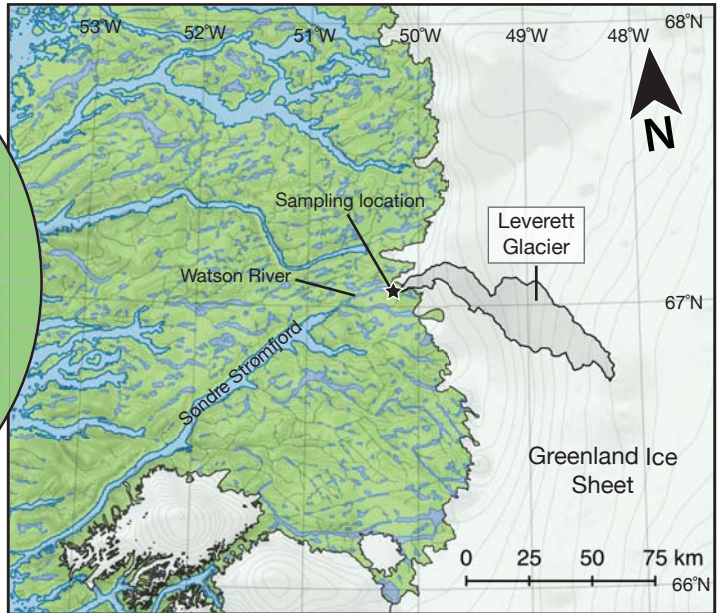 53°W 52°W 51°W 50°W 49°W 48°W 68°N
N
Sampling location
Leverett
Glacier
Watson River
67°N
Søndre Strømfjord
Greenland Ice
Sheet
0 25 50 75 km
66°N